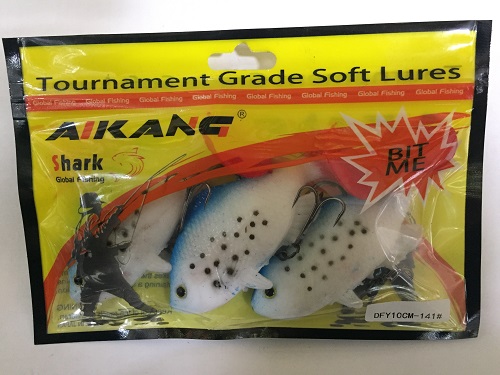 Tournament Grade Soft Lures
Global Fishing Global Fishing Global Fishing Global Fishing Global Fishing Global Fishing
AIKANG®
Shark
Global Fishing
BIT
ME
DFY10CM-141#